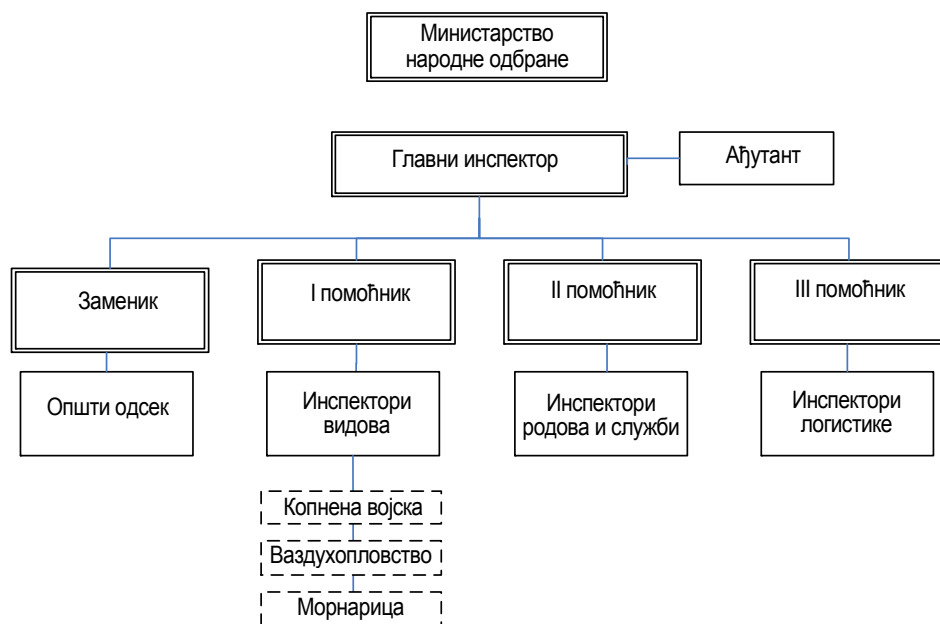 Министарство
народне одбране
Главни инспектор
Ађутант
Заменик
I помоћник
II помоћник
III помоћник
Општи одсек
Инспектори
видова
Инспектори
родова и служби
Инспектори
логистике
Копнена војска
Ваздухопловство
Морнарица